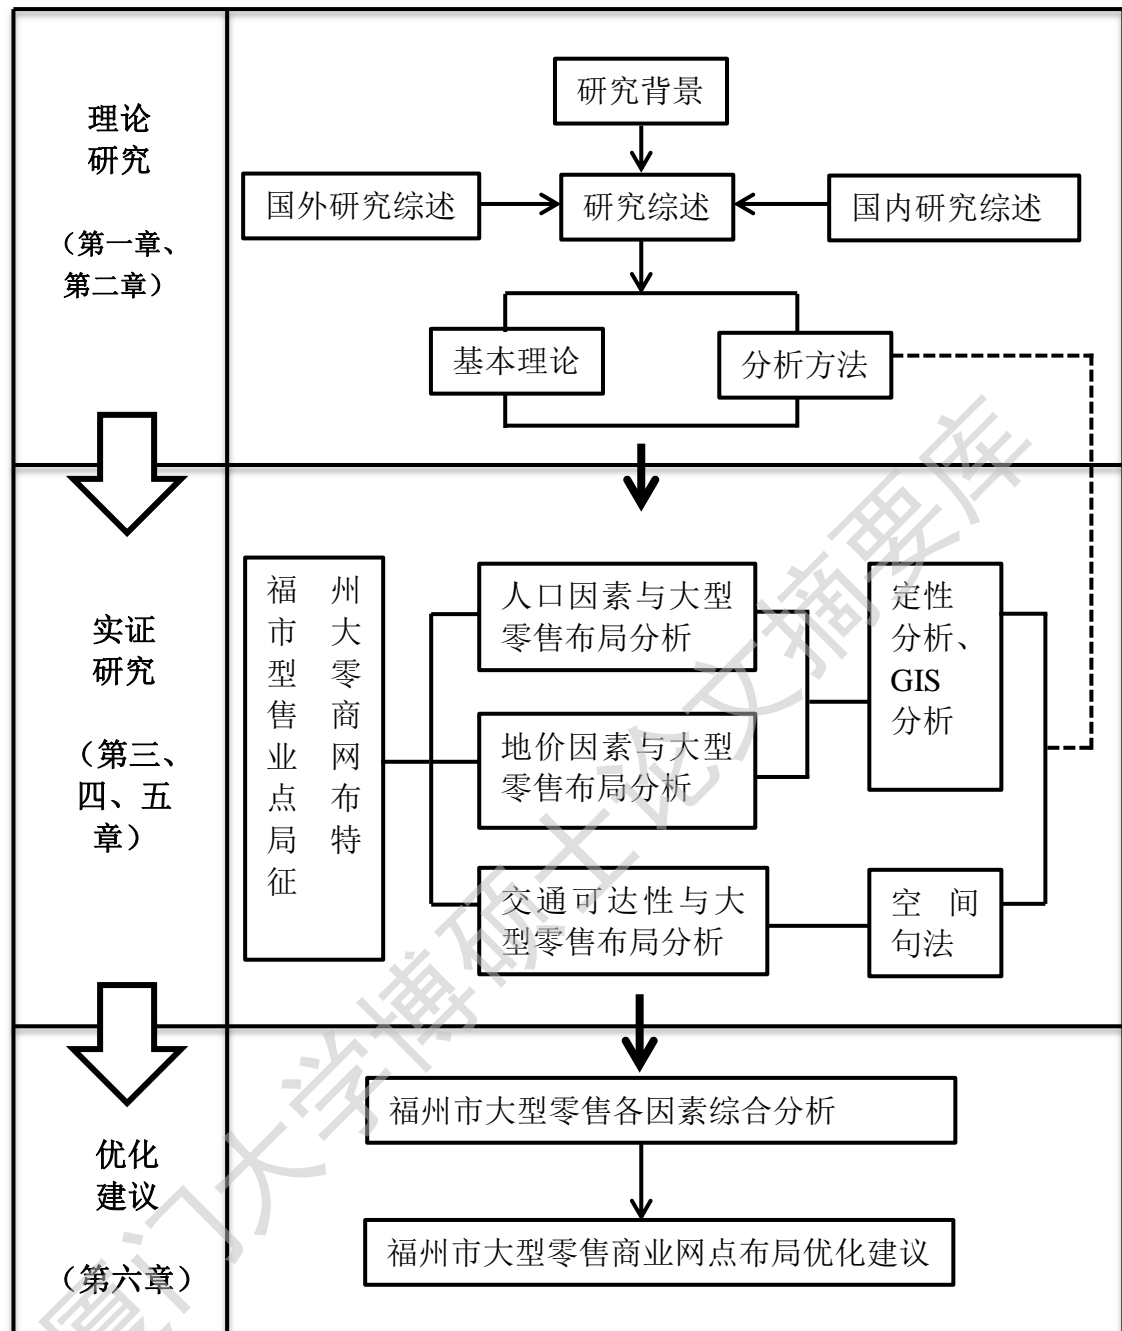 理论
研究
（第一章、
第二章）
研究背景
国外研究综述
研究综述
国内研究综述
基本理论
分析方法
实证
研究
（第三、
四、五
章）
福州
市大
型零
售商
业网
点布
局特
征
人口因素与大型
零售布局分析
地价因素与大型
零售布局分析
交通可达性与大
型零售布局分析
定性
分析、
GIS
分析
空间
句法
优化
建议
（第六章）
福州市大型零售各因素综合分析
福州市大型零售商业网点布局优化建议
厦门大学博硕士论文摘要库